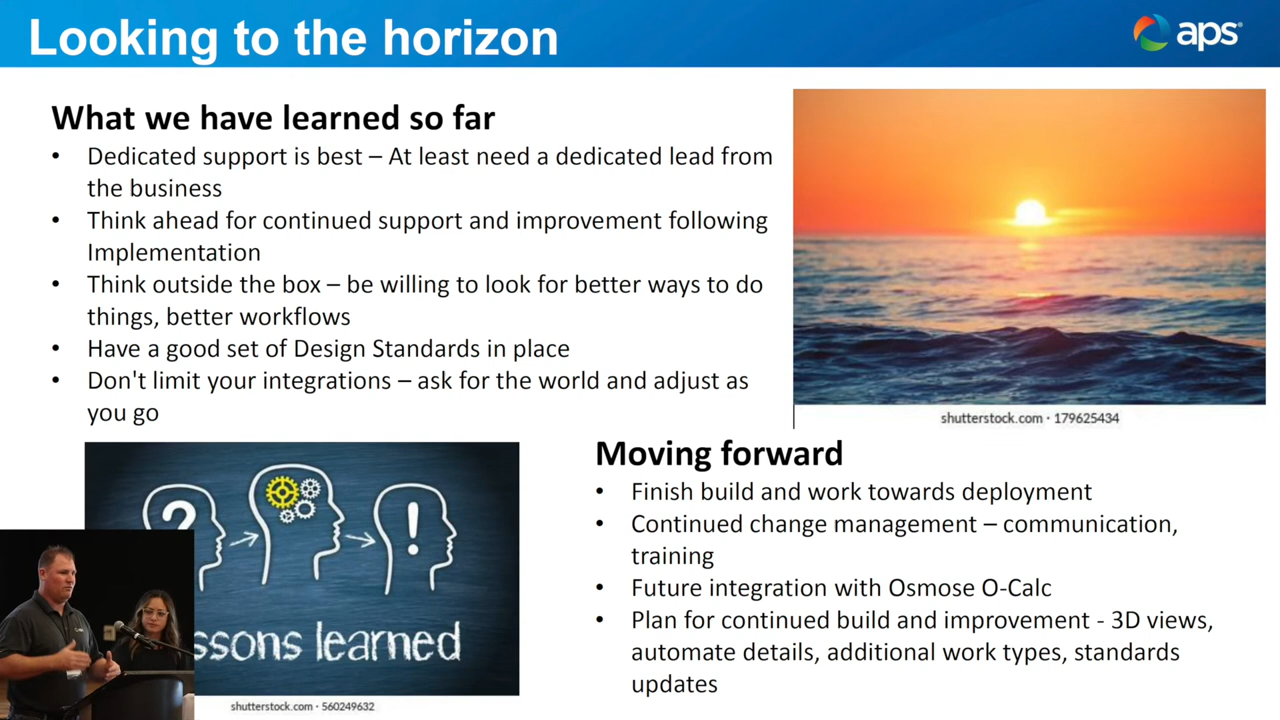 Looking to the horizon
aps
What we have learned so far
• Dedicated support is best – At least need a dedicated lead from
the business
• Think ahead for continued support and improvement following
Implementation
• Think outside the box – be willing to look for better ways to do
things, better workflows
• Have a good set of Design Standards in place
• Don't limit your integrations – ask for the world and adjust as
you go
shutterstock.com · 179625434
Moving forward
• Finish build and work towards deployment
• Continued change management – communication,
training
• Future integration with Osmose O-Calc
• Plan for continued build and improvement - 3D views,
automate details, additional work types, standards
updates
?
!
ssons learned
shutterstock.com · 560249632